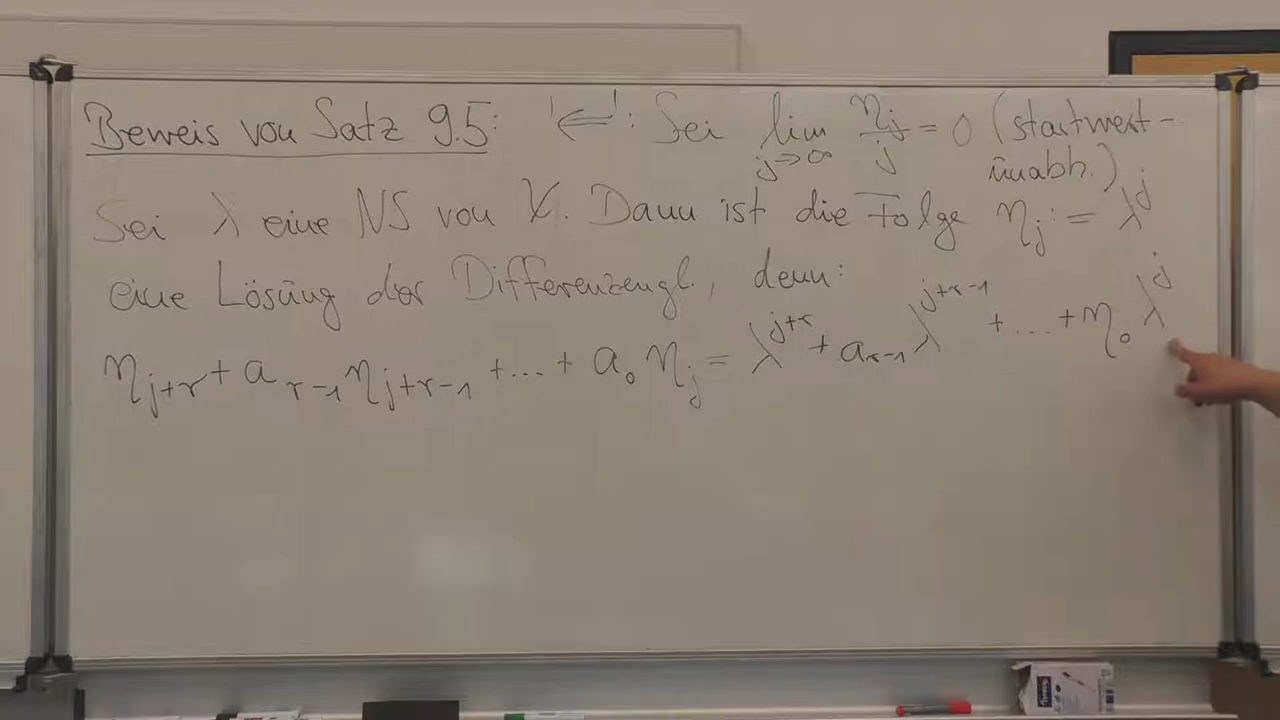 Beweis von Satz 9.5: '⇐': Sei lim_{j→∞} η_j/j = 0 (startwert-
unabh.)
Sei λ eine NS von χ. Dann ist die Folge η_j := λ^j
eine Lösung der Differenzengl., denn:
η_{j+r} + a_{r-1} η_{j+r-1} + ... + a_0 η_j = λ^{j+r} + a_{r-1} λ^{j+r-1} + ... + η_0 λ^j